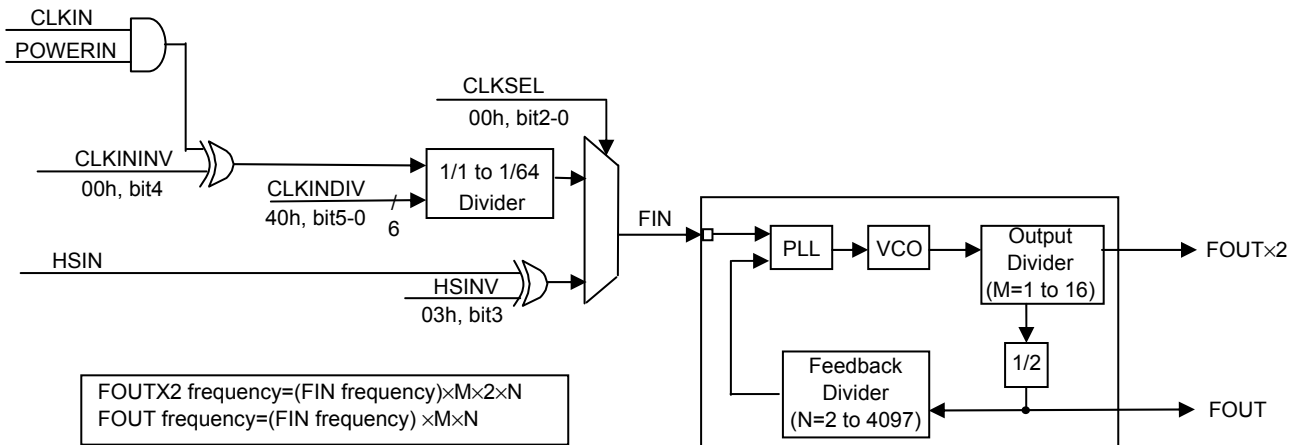 CLKIN
POWERIN
CLKSEL
00h, bit2-0
CLKININV
00h, bit4
CLKINDIV
40h, bit5-0
/
6
1/1 to 1/64
Divider
HSIN
HSINV
03h, bit3
FIN
PLL
VCO
Output
Divider
(M=1 to 16)
FOUT×2
1/2
Feedback
Divider
(N=2 to 4097)
FOUT
FOUTX2 frequency=(FIN frequency)×M×2×N
FOUT frequency=(FIN frequency) ×M×N